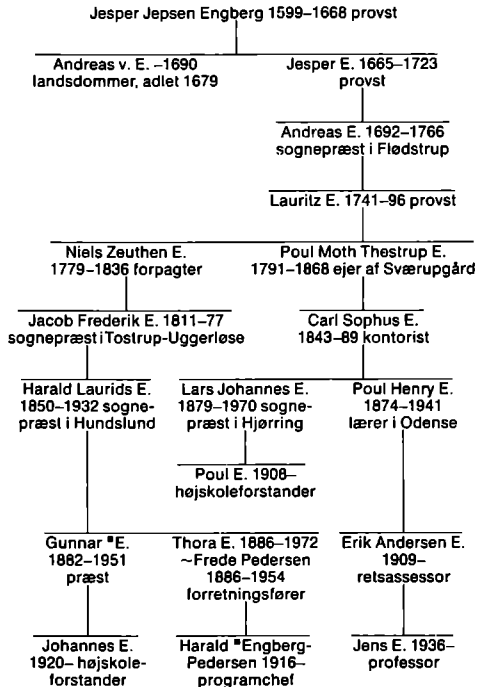 Jesper Jepsen Engberg 1599–1668 provst
Andreas v. E. –1690
landsdommer, adlet 1679
Jesper E. 1665–1723
provst
Andreas E. 1692–1766
sognepræst i Flødstrup
Lauritz E. 1741–96 provst
Niels Zeuthen E.
1779–1836 forpagter
Poul Moth Thestrup E.
1791–1868 ejer af Sværupgård
Jacob Frederik E. 1811–77
sognepræst i Tostrup-Uggerløse
Carl Sophus E.
1843–89 kontorist
Harald Laurids E.
1850–1932 sogne-
præst i Hundslund
Lars Johannes E.
1879–1970 sogne-
præst i Hjørring
Poul Henry E.
1874–1941
lærer i Odense
Poul E. 1908–
højskoleforstander
Gunnar *E.
1882–1951
præst
Thora E. 1886–1972
~Frede Pedersen
1886–1954
forretningsfører
Erik Andersen E.
1909–
retsassessor
Johannes E.
1920– højskole-
forstander
Harald *Engberg-
Pedersen 1916–
programchef
Jens E. 1936–
professor